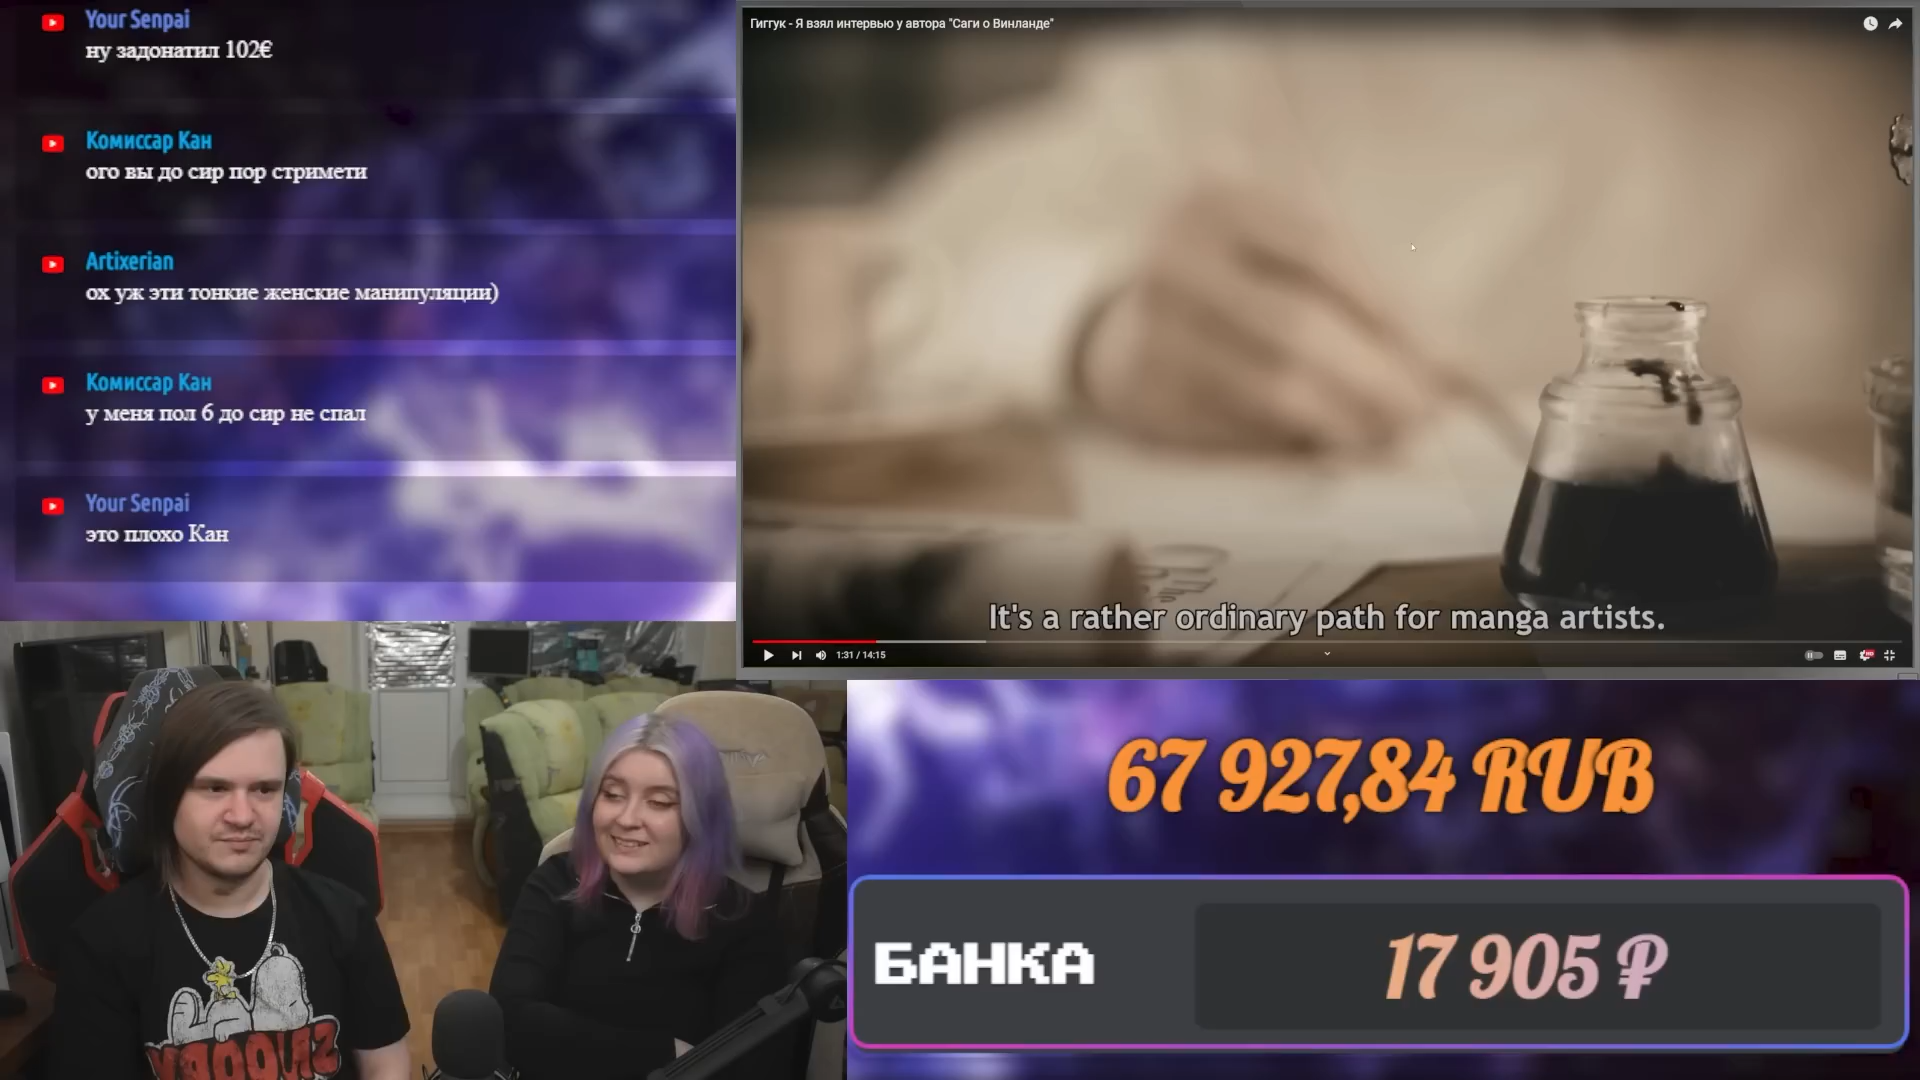 Your Senpai
ну задонатил 102€
Комиссар Кан
ого вы до сир пор стримети
Artixerian
ох уж эти тонкие женские манипуляции)
Комиссар Кан
у меня пол 6 до сир не спал
Your Senpai
это плохо Кан
Гиггук - Я взял интервью у автора "Саги о Винланде"
It's a rather ordinary path for manga artists.
1:31 / 14:15
67 927,84 RUB
БАНКА
17 905 ₽
SNOOPY